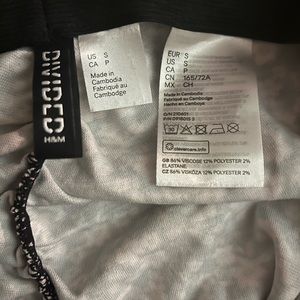 DIVIDED
H&M
US S
CA P
Made in
Cambodia
Fabriqué au
Cambodge
EUR S
US S
CA P
CN 165/72A
MX CH
Made in Cambodia
Fabriqué au Cambodge
Hecho en Camboya
clevercare.info
GB 86% VISCOSE 12% POLYESTER 2%
ELASTANE
CZ 86% VISKÓZA 12% POLYESTER 2%